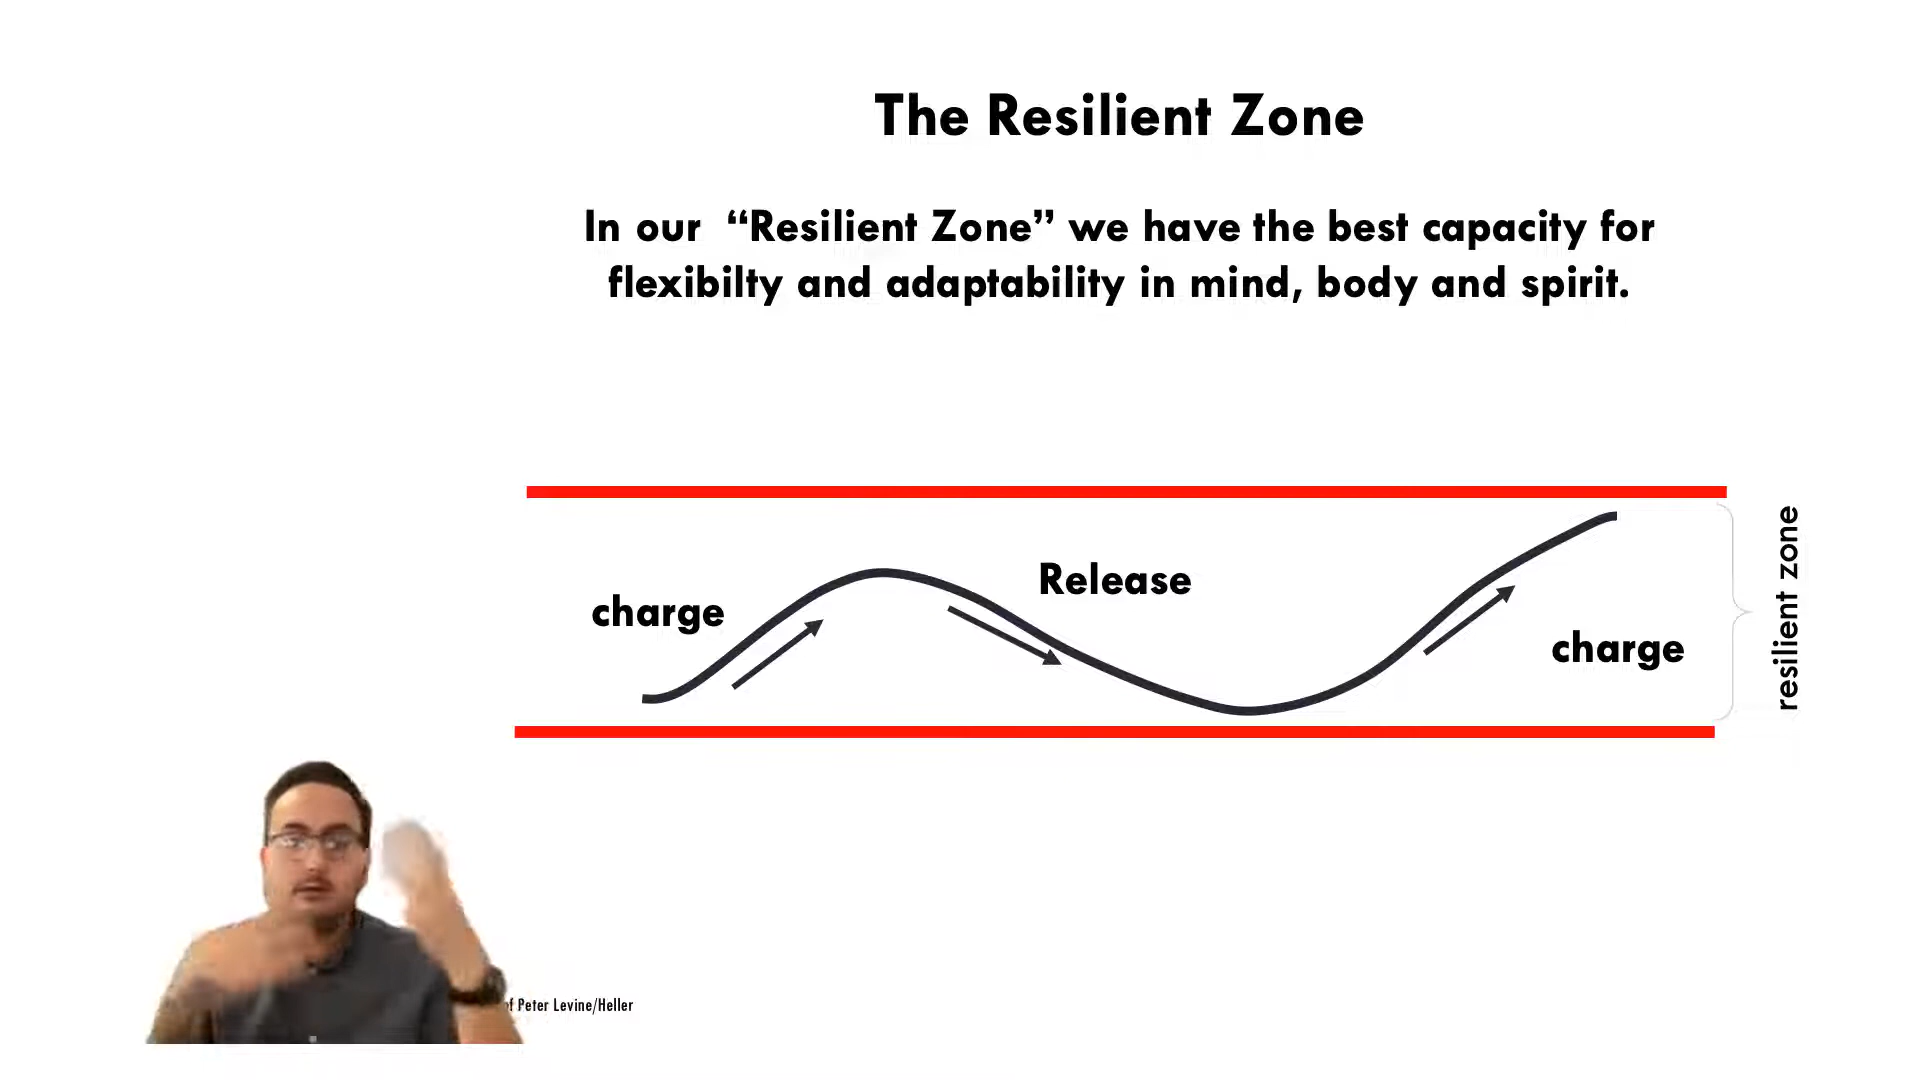 The Resilient Zone
In our “Resilient Zone” we have the best capacity for
flexibilty and adaptability in mind, body and spirit.
charge
Release
charge
resilient zone
of Peter Levine/Heller